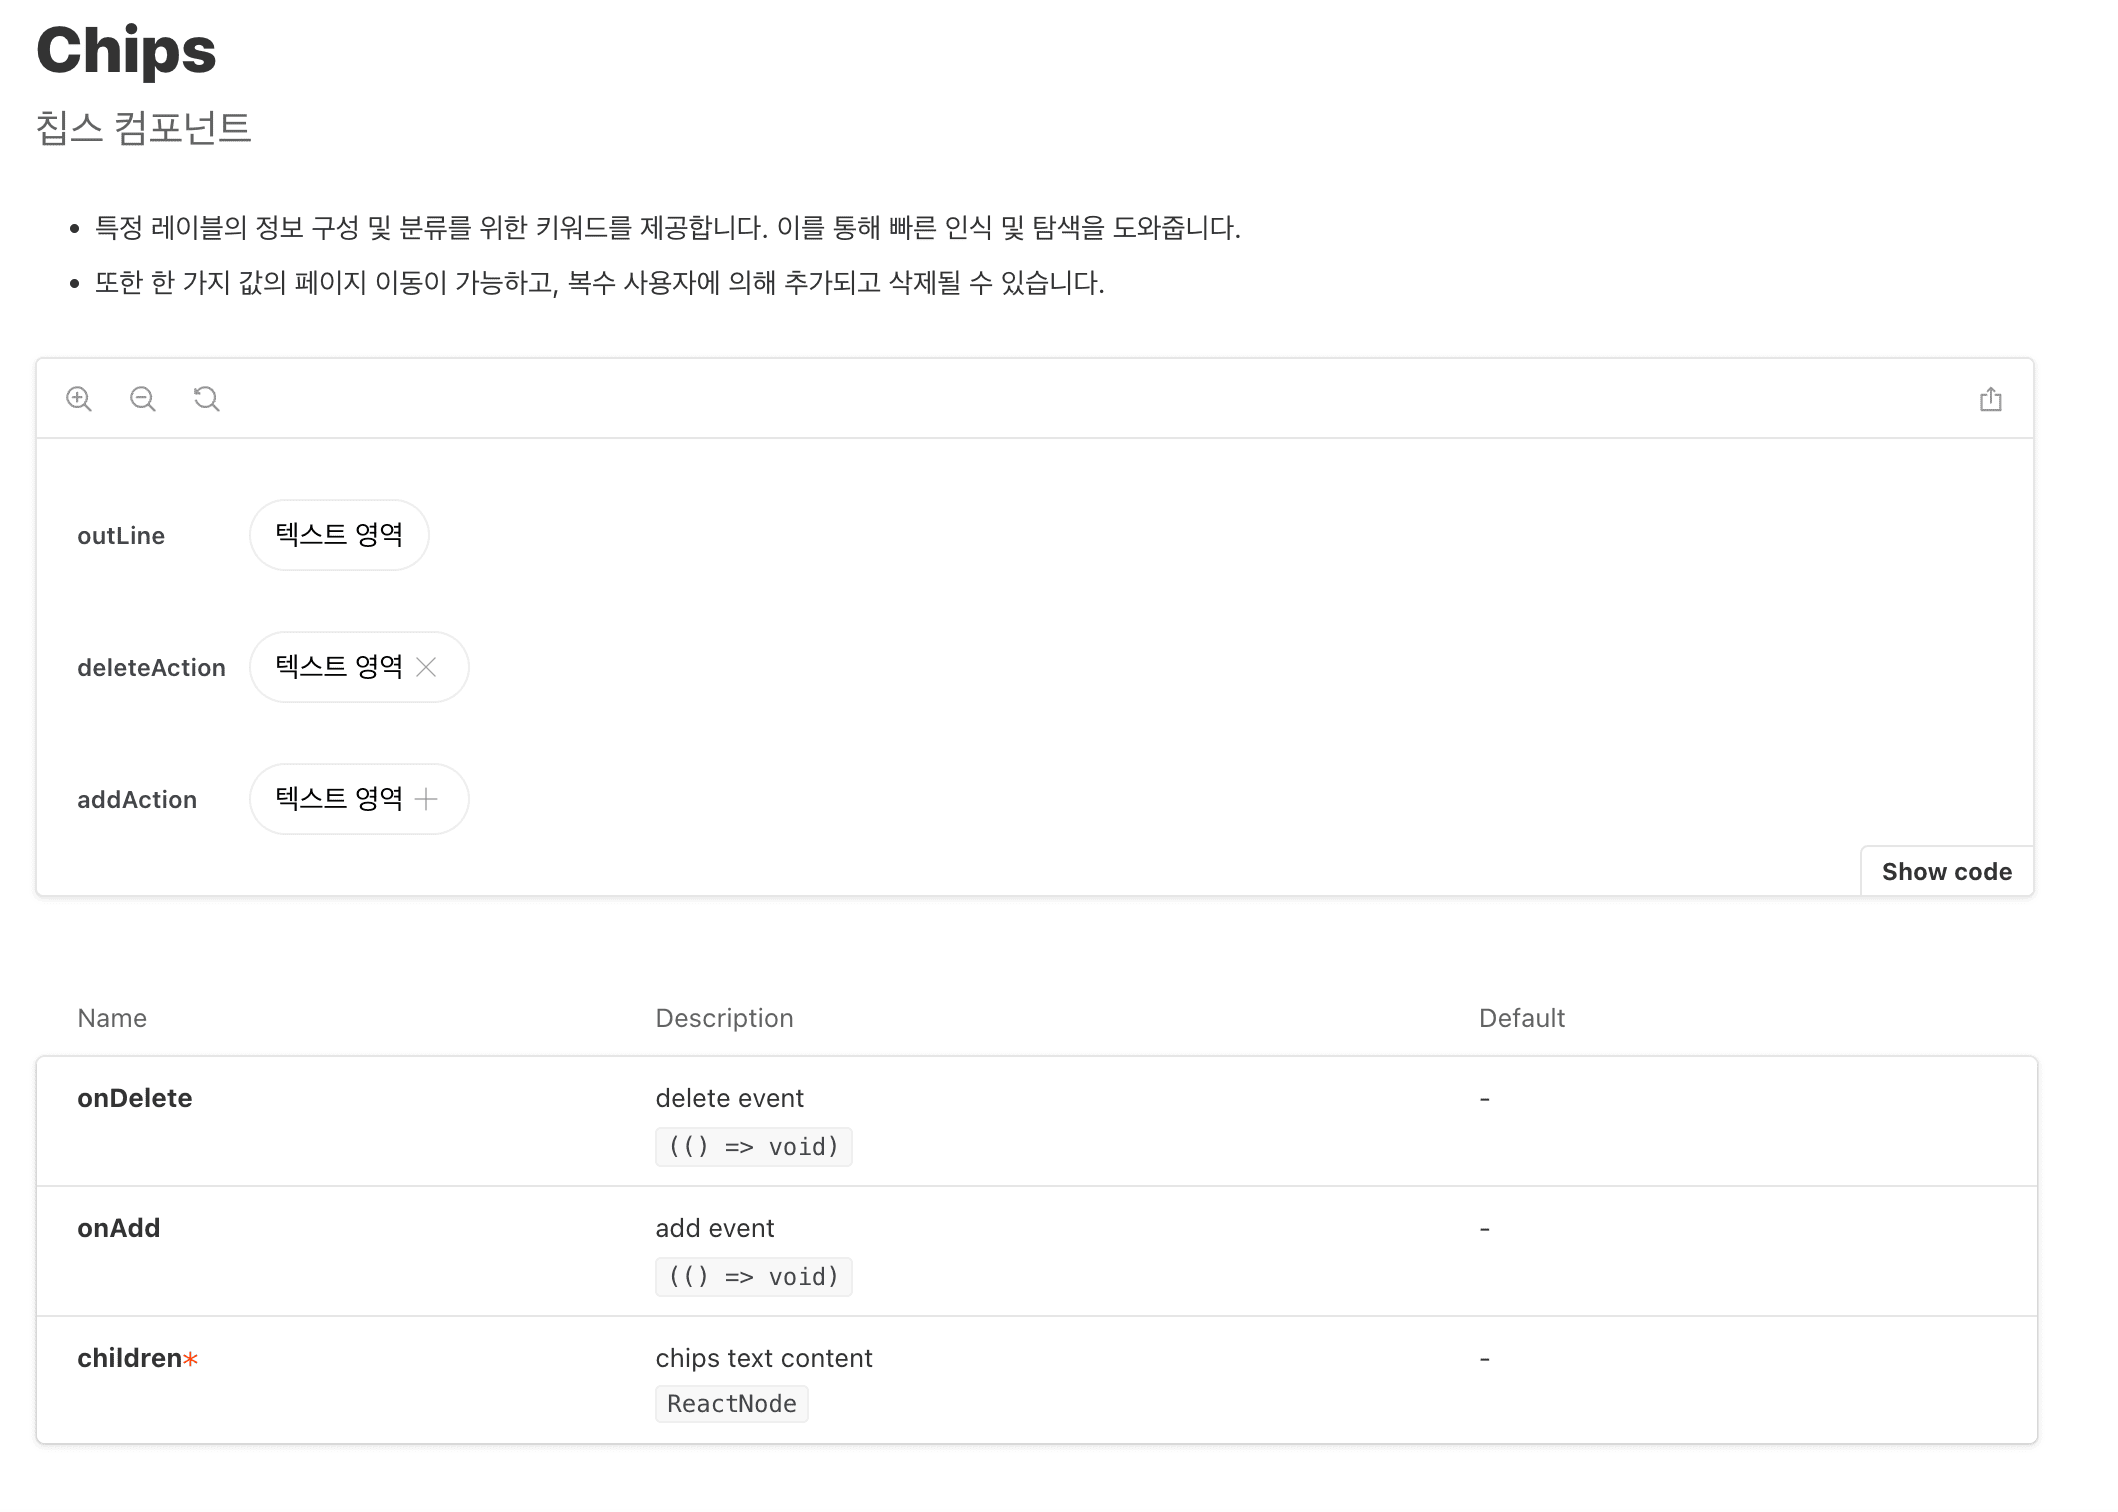 Chips
칩스 컴포넌트
특정 레이블의 정보 구성 및 분류를 위한 키워드를 제공합니다. 이를 통해 빠른 인식 및 탐색을 도와줍니다.
또한 한 가지 값의 페이지 이동이 가능하고, 복수 사용자에 의해 추가되고 삭제될 수 있습니다.
outLine 텍스트 영역
deleteAction 텍스트 영역
addAction 텍스트 영역
Show code
Name Description Default
onDelete delete event -
(() => void)
onAdd add event -
(() => void)
children* chips text content -
ReactNode